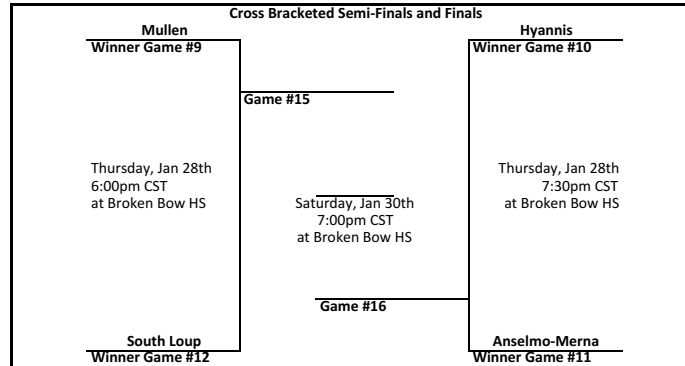 Cross Bracketed Semi-Finals and Finals
Mullen
Winner Game #9
Hyannis
Winner Game #10
Game #15
Thursday, Jan 28th
6:00pm CST
at Broken Bow HS
Thursday, Jan 28th
7:30pm CST
at Broken Bow HS
Saturday, Jan 30th
7:00pm CST
at Broken Bow HS
Game #16
South Loup
Winner Game #12
Anselmo-Merna
Winner Game #11